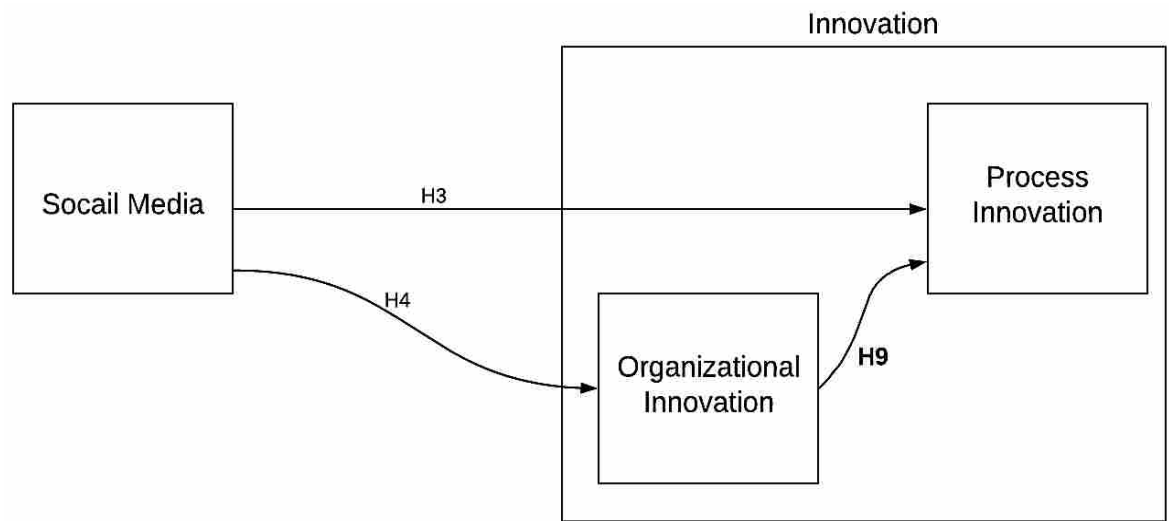 Innovation
Socail Media
H3
Process
Innovation
H4
Organizational
Innovation
H9